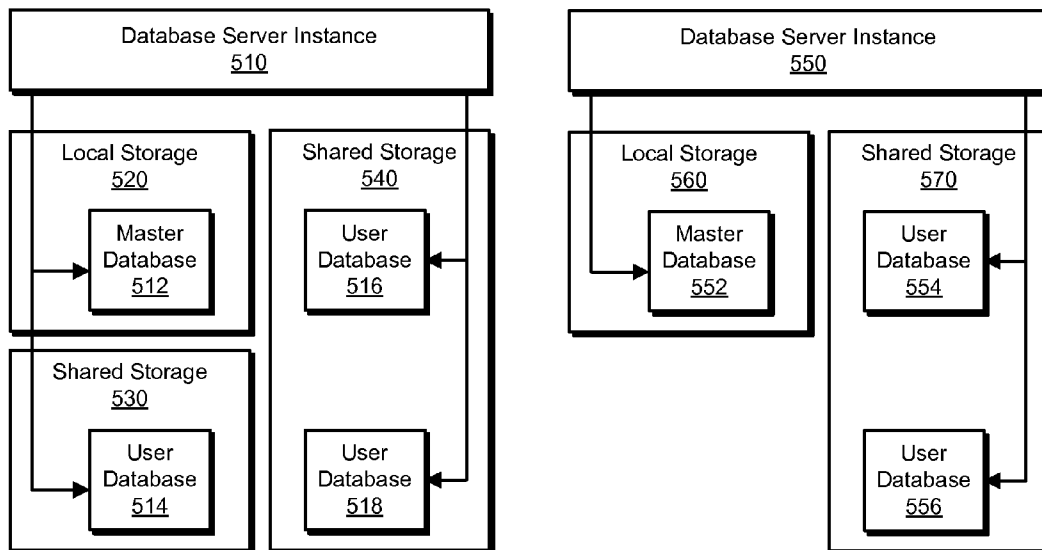 Database Server Instance
510
Local Storage
520
Master
Database
512
Shared Storage
530
User
Database
514
Shared Storage
540
User
Database
516
User
Database
518
Database Server Instance
550
Local Storage
560
Master
Database
552
Shared Storage
570
User
Database
554
User
Database
556